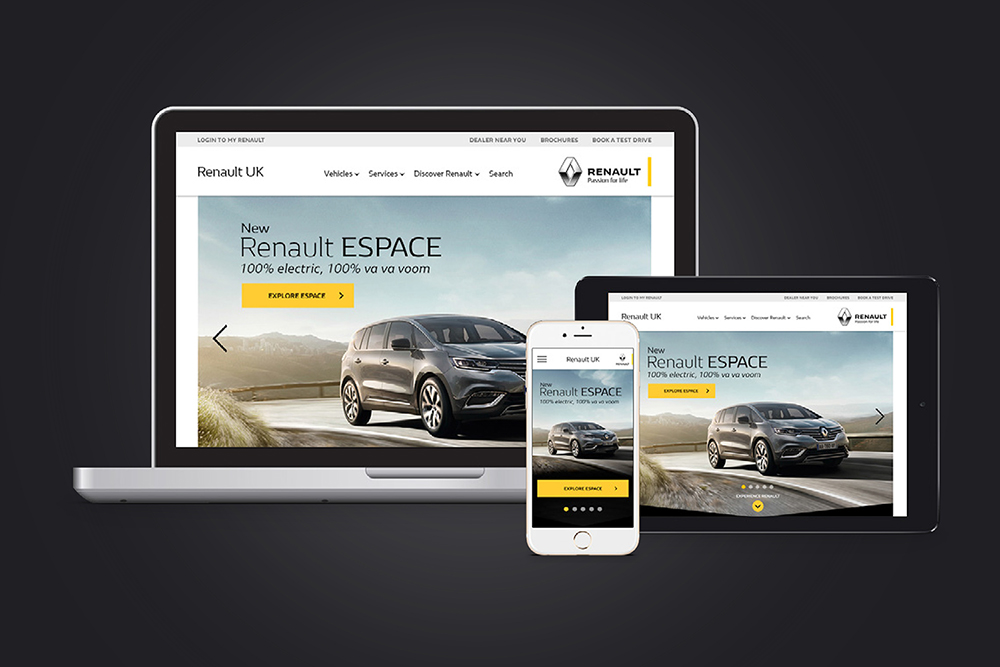 LOGIN TO MY RENAULT
DEALER NEAR YOU BROCHURES BOOK A TEST DRIVE
Renault UK
Vehicles Services Discover Renault Search
RENAULT
Passion for life
New
Renault ESPACE
100% electric, 100% va va voom
EXPLORE ESPACE
Renault UK
RENAULT
New
Renault ESPACE
100% electric, 100% va va voom
EXPLORE ESPACE
LOGIN TO MY RENAULT
DEALER NEAR YOU BROCHURES BOOK A TEST DRIVE
Renault UK
Vehicles Services Discover Renault Search
RENAULT
Passion for life
New
Renault ESPACE
100% electric, 100% va va voom
EXPLORE ESPACE
EXPERIENCE RENAULT